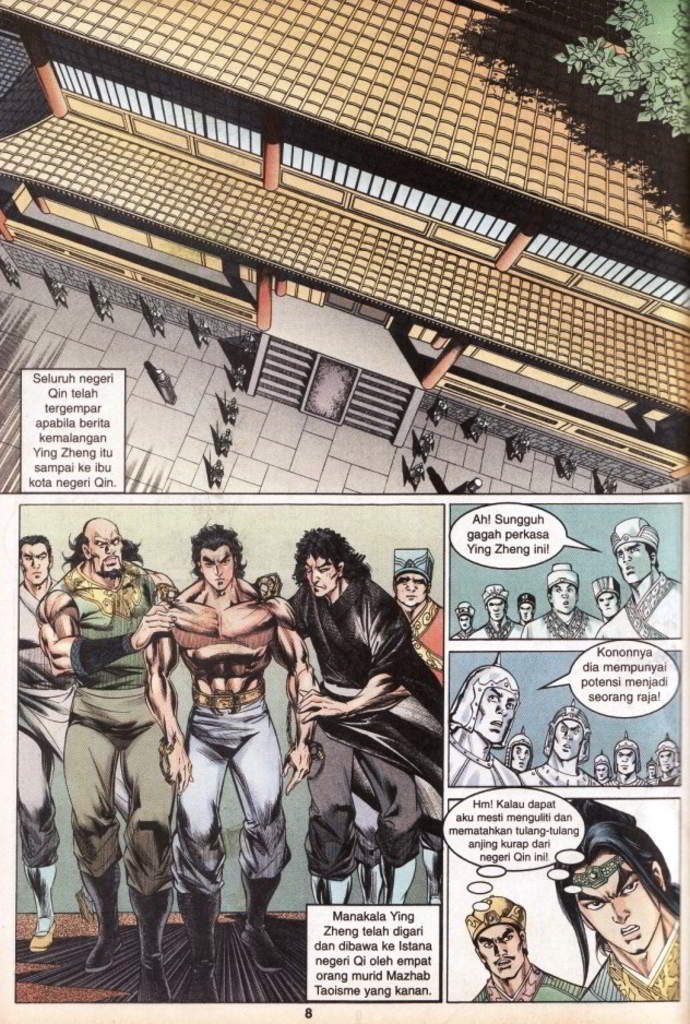 Seluruh negeri
Qin telah
tergempar
apabila berita
kemalangan
Ying Zheng itu
sampai ke ibu
kota negeri Qin.
Ah! Sungguh
gagah perkasa
Ying Zheng ini!
Kononnya
dia mempunyai
potensi menjadi
seorang raja!
Hm! Kalau dapat
aku mesti menguliti dan
mematahkan tulang-tulang
anjing kurap dari
negeri Qin ini!
Manakala Ying
Zheng telah digari
dan dibawa ke Istana
negeri Qi oleh empat
orang murid Mazhab
Taoisme yang kanan.
8